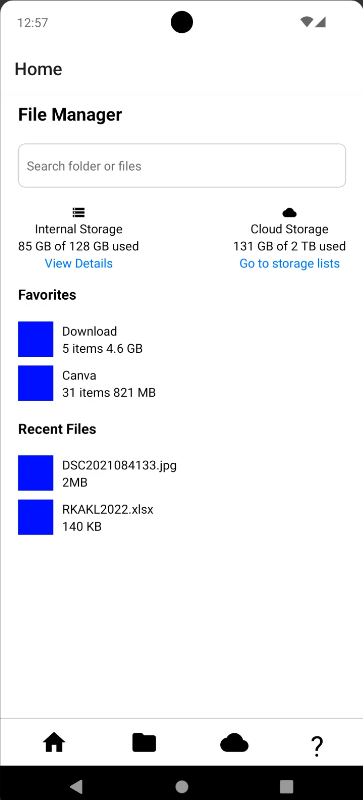 12:57
Home
File Manager
Search folder or files
Internal Storage
85 GB of 128 GB used
View Details
Cloud Storage
131 GB of 2 TB used
Go to storage lists
Favorites
Download
5 items 4.6 GB
Canva
31 items 821 MB
Recent Files
DSC2021084133.jpg
2MB
RKAKL2022.xlsx
140 KB
?